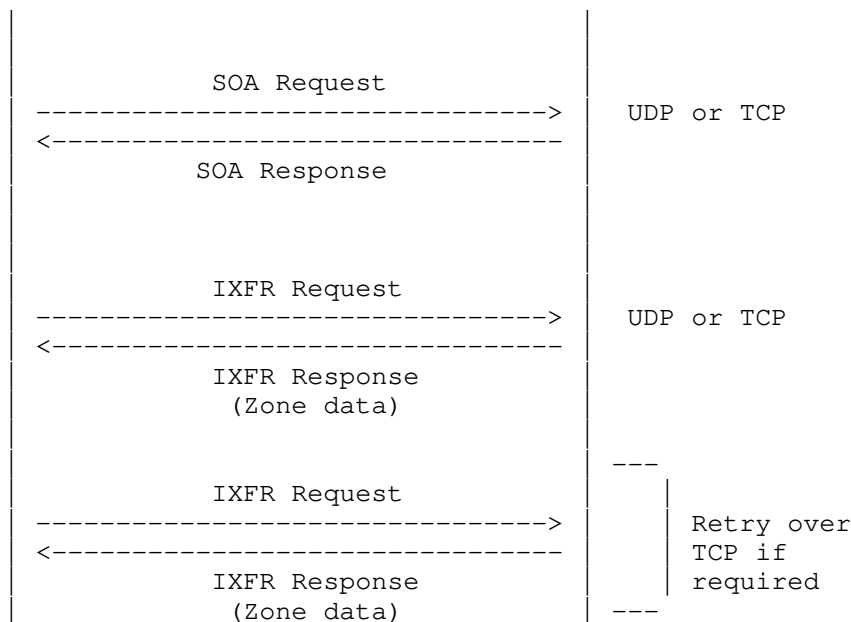 SOA Request
UDP or TCP
SOA Response
IXFR Request
UDP or TCP
IXFR Response
(Zone data)
IXFR Request
Retry over
TCP if
IXFR Response required
(Zone data)